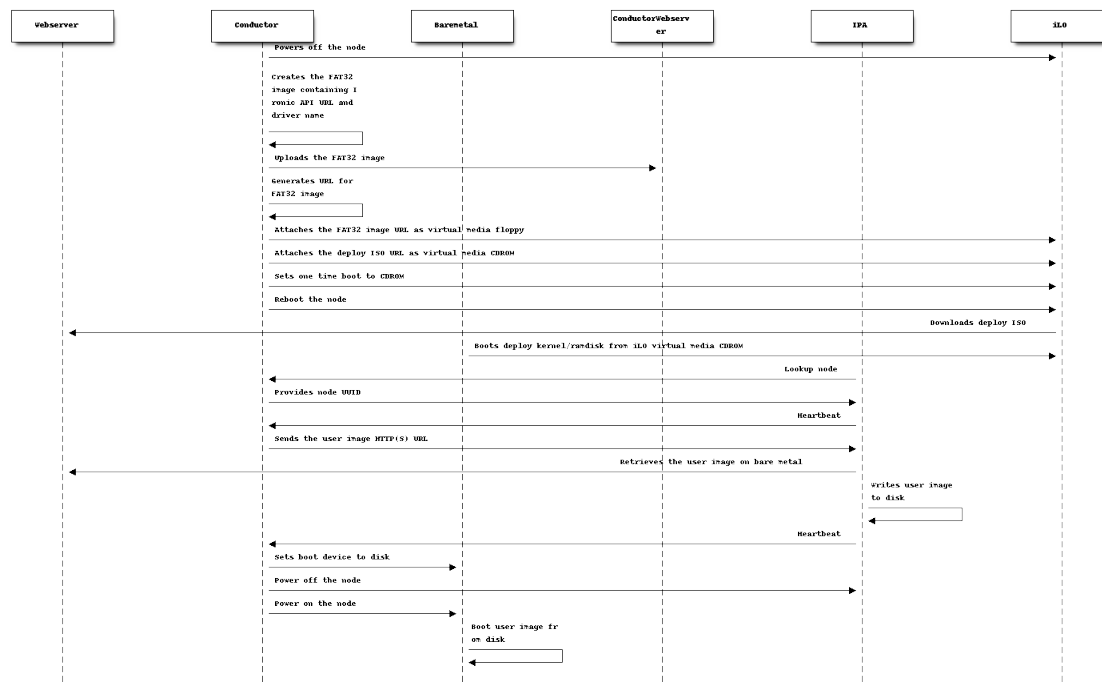 Webserver
Conductor
Baremetal
ConductorWebserv
er
IPA
iLO
Powers off the node
Creates the FAT32
image containing I
ronic API URL and
driver name
Uploads the FAT32 image
Generates URL for
FAT32 image
Attaches the FAT32 image URL as virtual media floppy
Attaches the deploy ISO URL as virtual media CDROM
Sets one time boot to CDROM
Reboot the node
Downloads deploy ISO
Boots deploy kernel/ramdisk from iLO virtual media CDROM
Lookup node
Provides node UUID
Heartbeat
Sends the user image HTTP(S) URL
Retrieves the user image on bare metal
Writes user image
to disk
Heartbeat
Sets boot device to disk
Power off the node
Power on the node
Boot user image fr
om disk